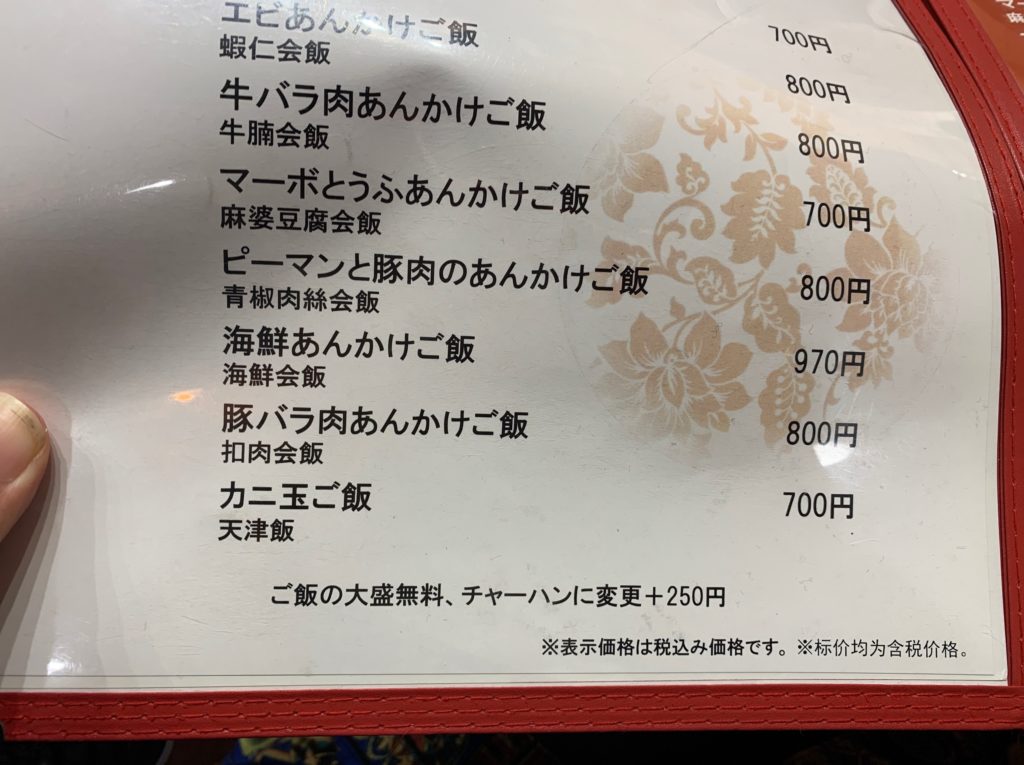 700円
エビあんかけご飯 800円
蝦仁会飯
牛バラ肉あんかけご飯 800円
牛腩会飯
マーボとうふあんかけご飯 700円
麻婆豆腐会飯
ピーマンと豚肉のあんかけご飯 800円
青椒肉絲会飯
海鮮あんかけご飯 970円
海鮮会飯
豚バラ肉あんかけご飯 800円
扣肉会飯
カニ玉ご飯 700円
天津飯
ご飯の大盛無料、チャーハンに変更＋250円
※表示価格は税込み価格です。※标价均为含税价格。